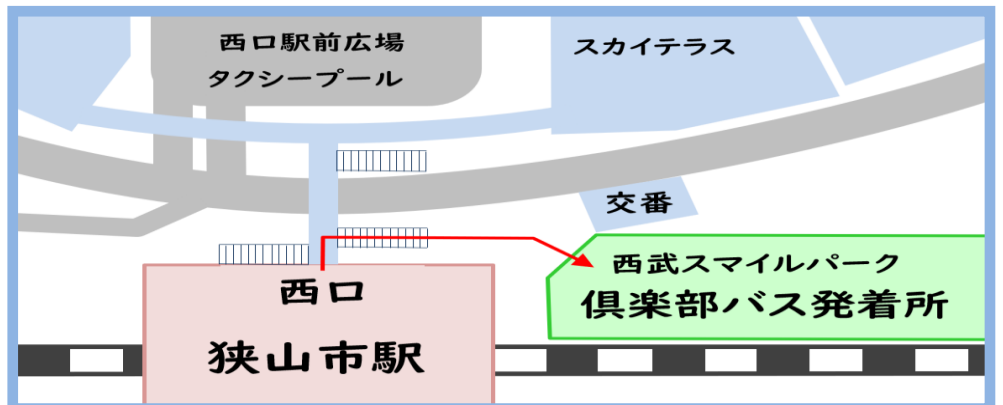 西口駅前広場
タクシープール
スカイテラス
交番
西武スマイルパーク
倶楽部バス発着所
西口
狭山市駅